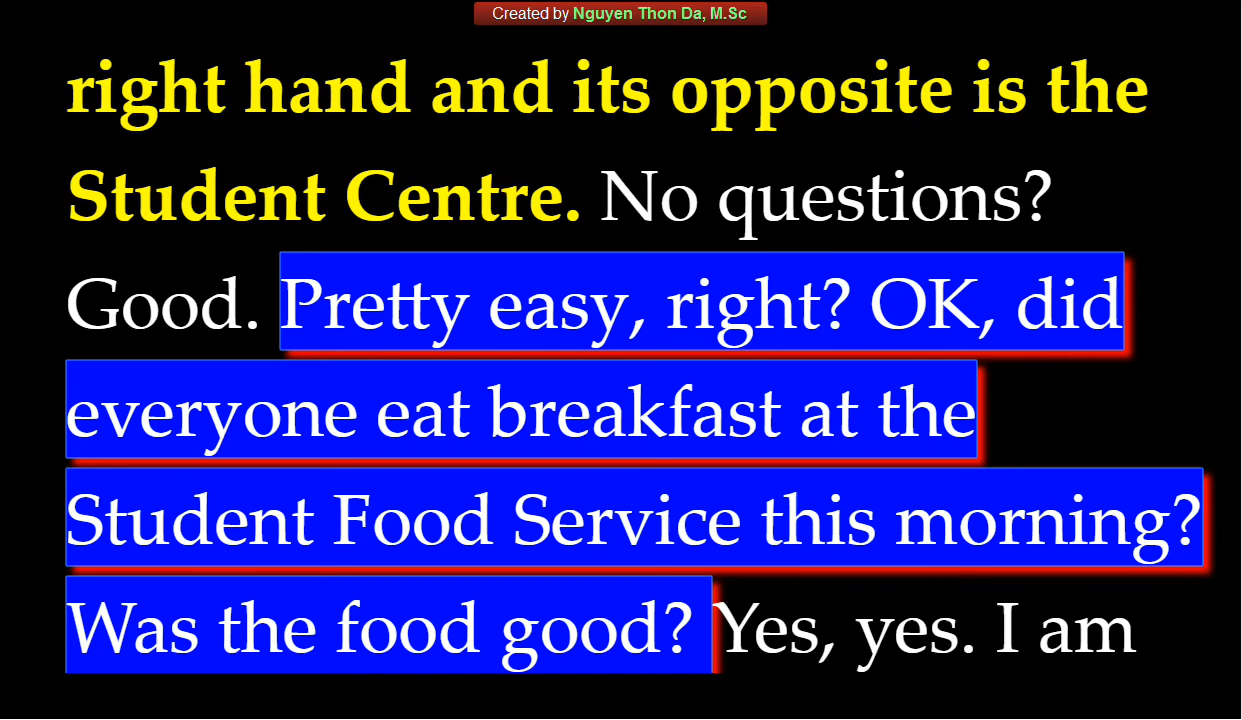 Created by Nguyen Thon Da, M.Sc
right hand and its opposite is the
Student Centre. No questions?
Good. Pretty easy, right? OK, did
everyone eat breakfast at the
Student Food Service this morning?
Was the food good? Yes, yes. I am